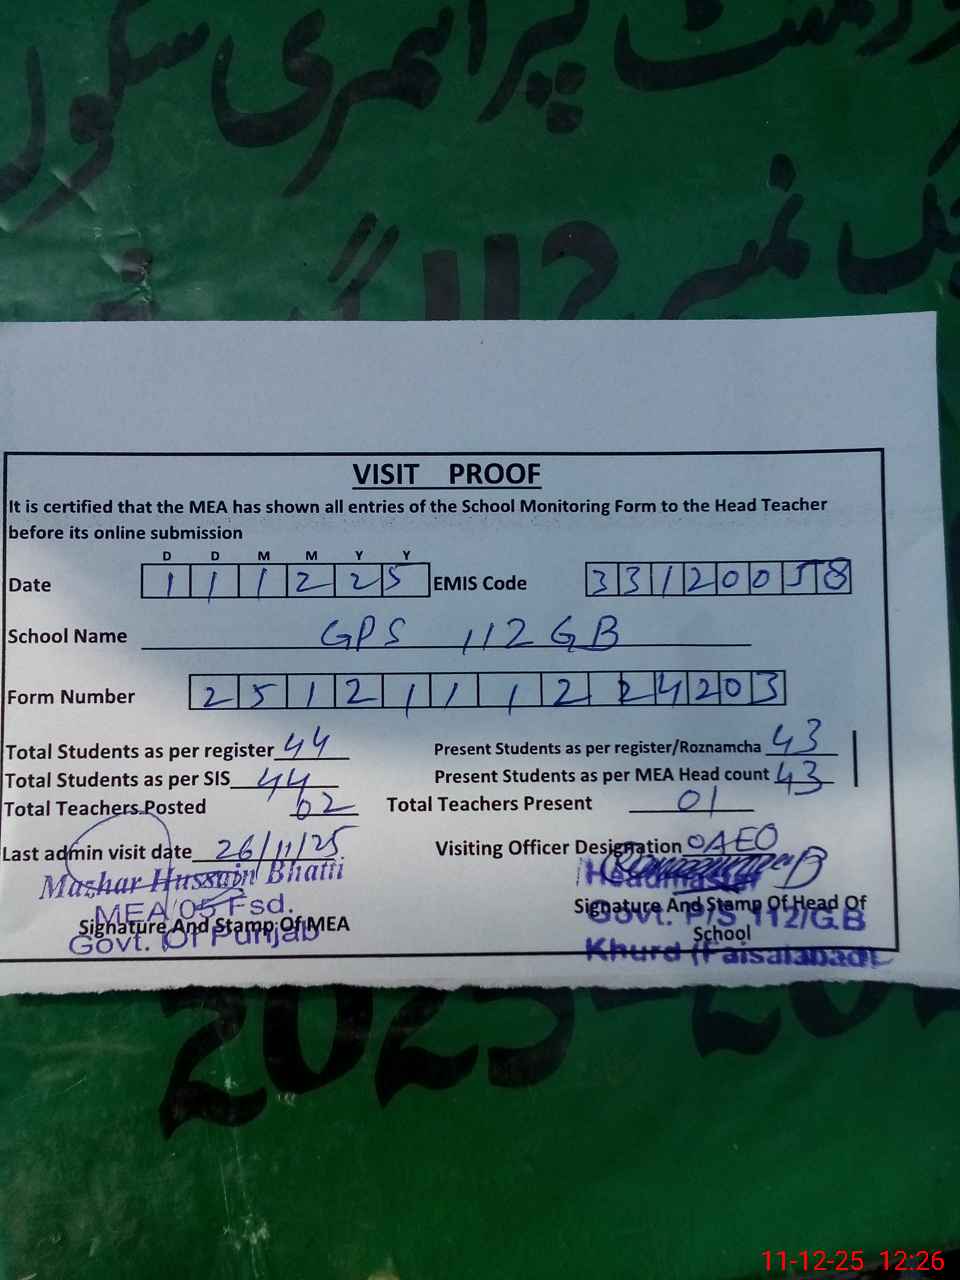 گورنمنٹ پرائمری سکول
چک نمبر 112 گ ب
VISIT PROOF
It is certified that the MEA has shown all entries of the School Monitoring Form to the Head Teacher
before its online submission
D D M M Y Y
Date 1 1 1 2 2 5 EMIS Code 3 3 1 2 0 0 5 8
School Name GPS 112 GB
Form Number 2 5 1 2 1 1 1 2 2 4 2 0 3
Total Students as per register 44 Present Students as per register/Roznamcha 43
Total Students as per SIS 44 Present Students as per MEA Head count 43
Total Teachers Posted 02 Total Teachers Present 01
Last admin visit date 26/11/25 Visiting Officer Designation AEO
Mazhar Hussain Bhatti
MEA/05 Fsd.
Govt. Of Punjab
Signature And Stamp Of MEA
Headmaster
Govt. P/S 112/G.B
Khurd (Faisalabad)
Signature And Stamp Of Head Of
School
2025-20
11-12-25 12:26